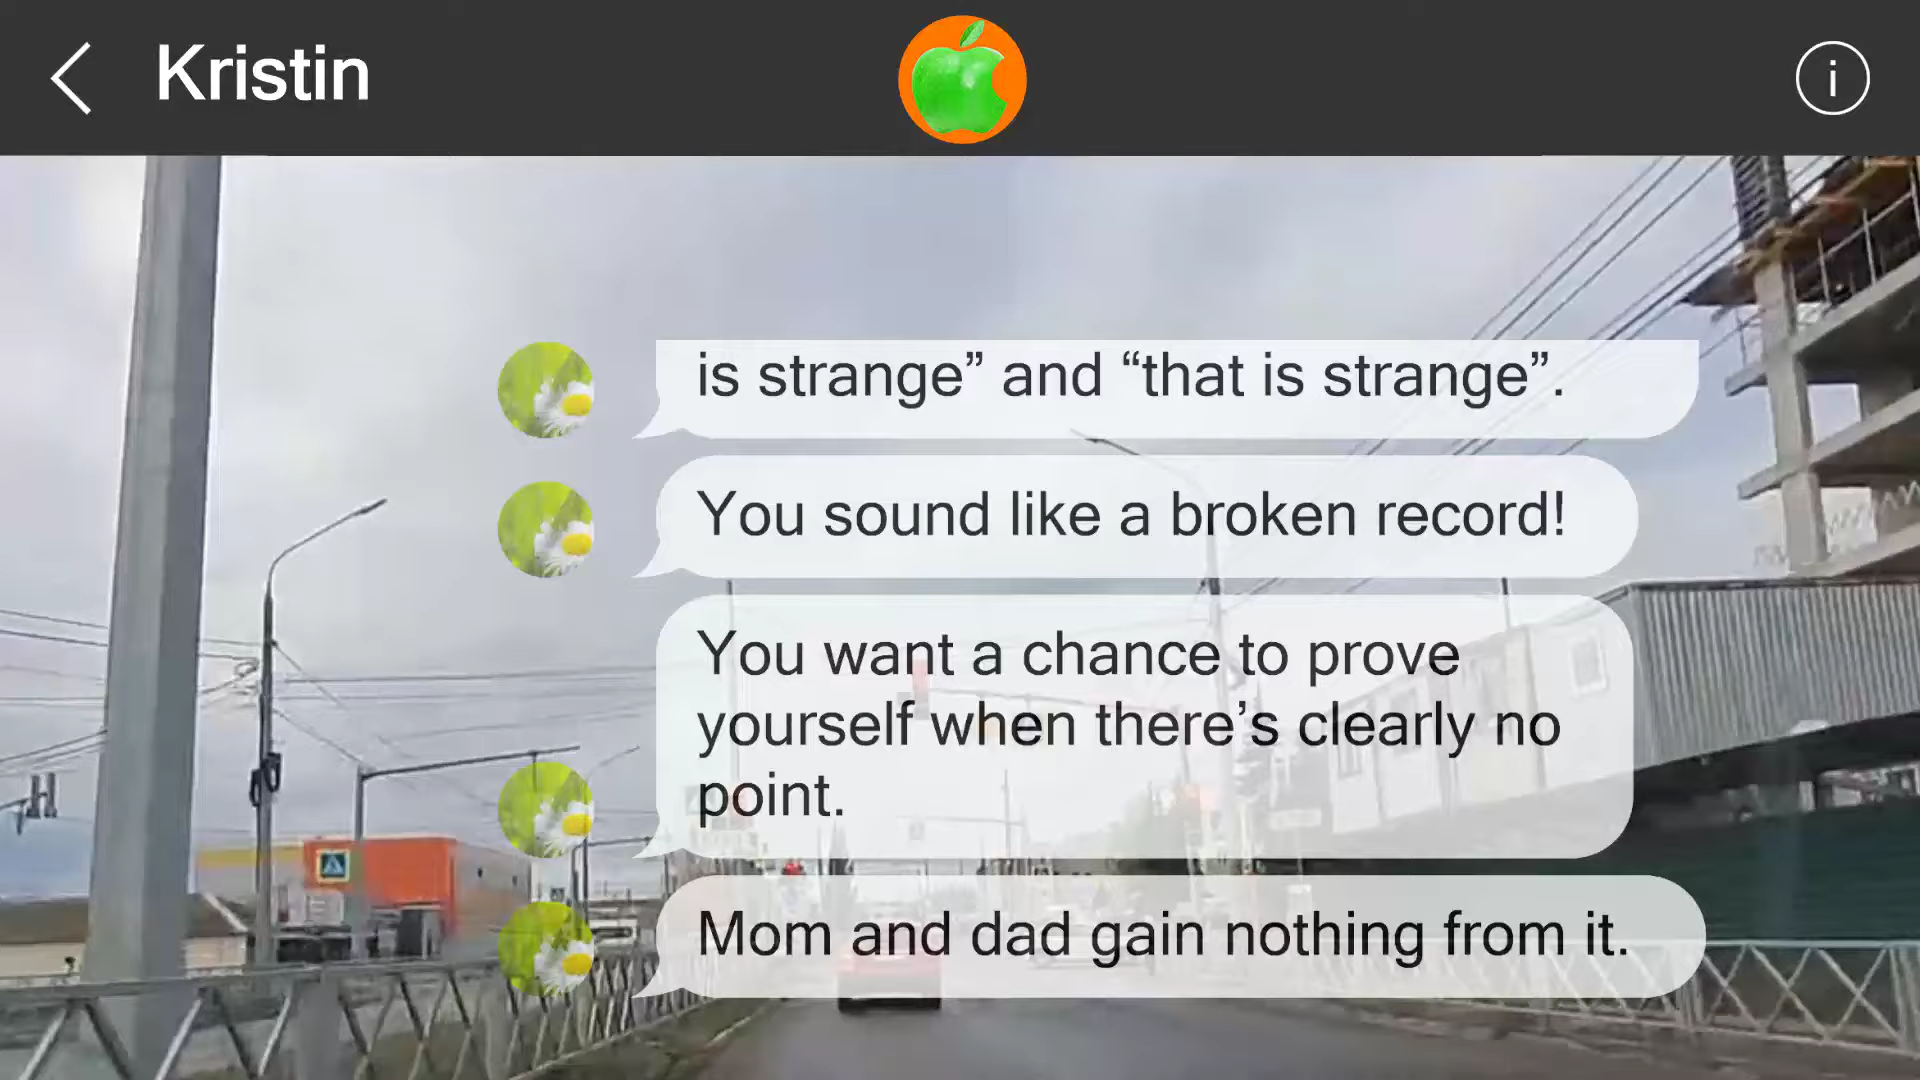 Kristin
i
is strange” and “that is strange”.
You sound like a broken record!
You want a chance to prove
yourself when there’s clearly no
point.
Mom and dad gain nothing from it.